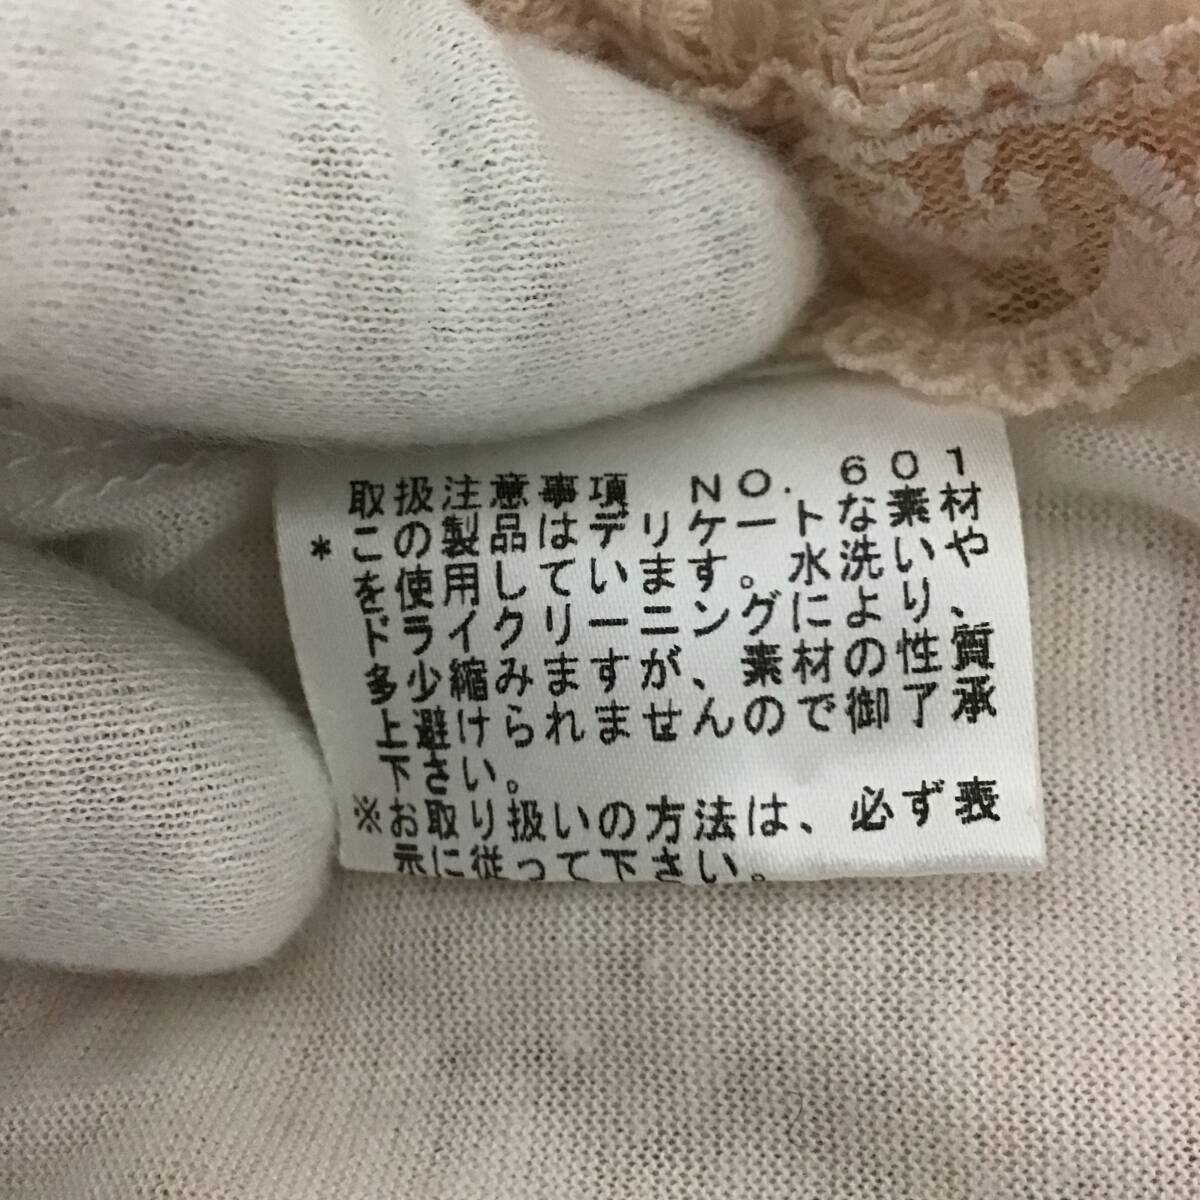 取扱注意事項 NO. 601
*この製品はデリケートな素材
を使用しています。水洗いや
ドライクリーニングにより、
多少縮みますが、素材の性質
上避けられませんので御了承
下さい。
※お取り扱いの方法は、必ず表
示に従って下さい。